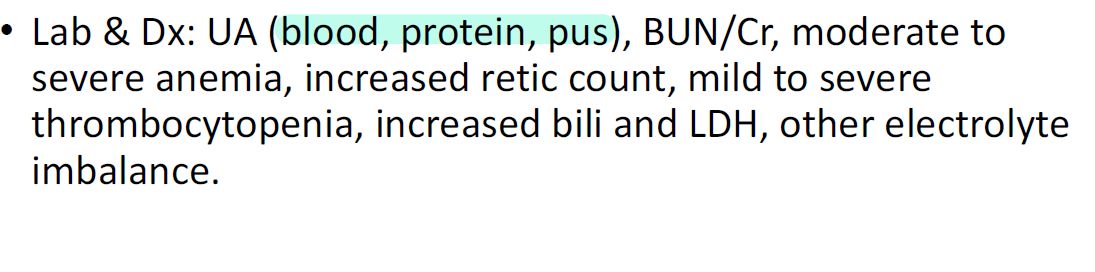 • Lab & Dx: UA (blood, protein, pus), BUN/Cr, moderate to
severe anemia, increased retic count, mild to severe
thrombocytopenia, increased bili and LDH, other electrolyte
imbalance.